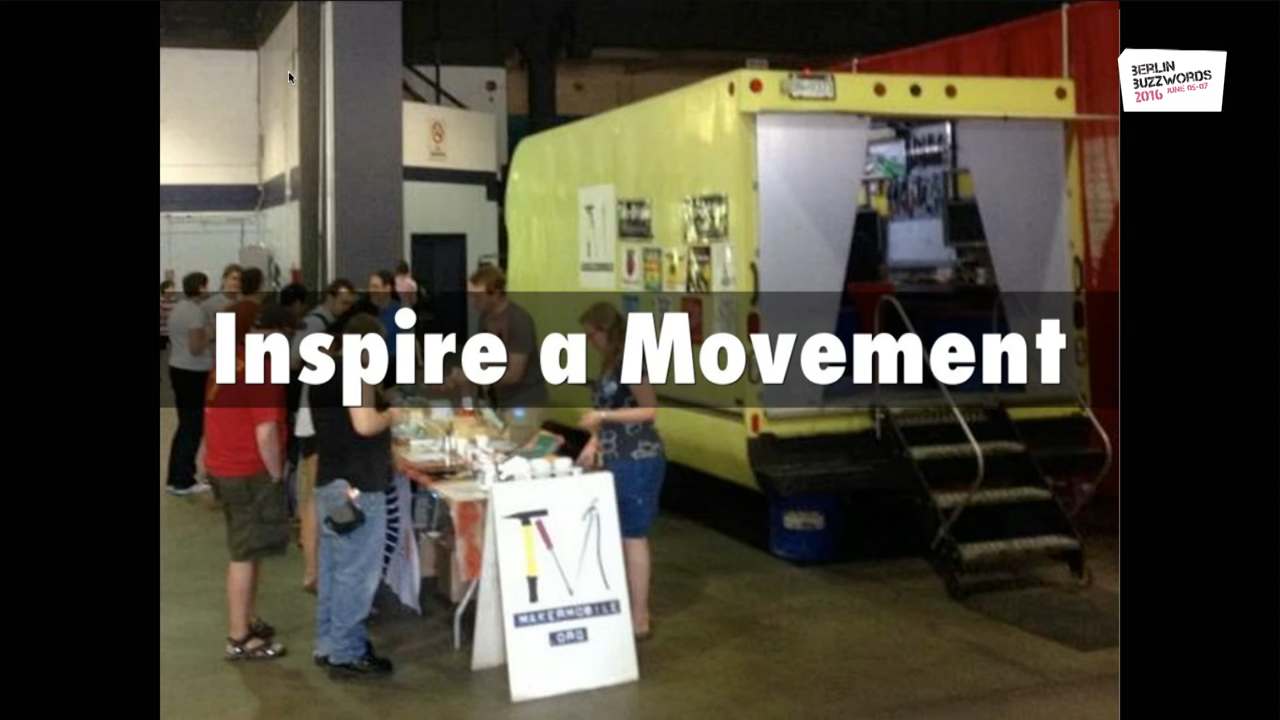 BERLIN
BUZZWORDS
2016 JUNE 05-07
Inspire a Movement
MAKERMOBILE
.ORG